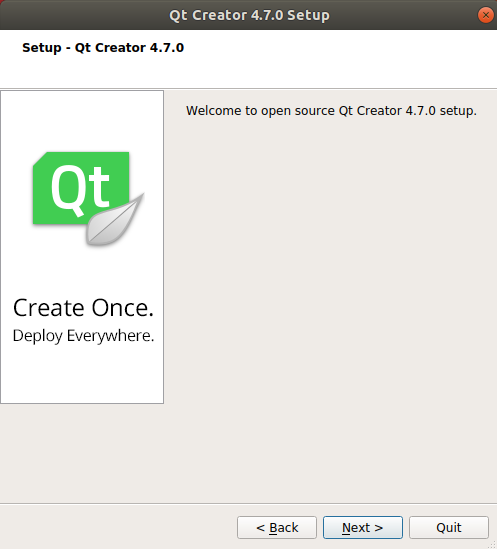 Qt Creator 4.7.0 Setup
Setup - Qt Creator 4.7.0
Welcome to open source Qt Creator 4.7.0 setup.
Qt
Create Once.
Deploy Everywhere.
< Back Next > Quit